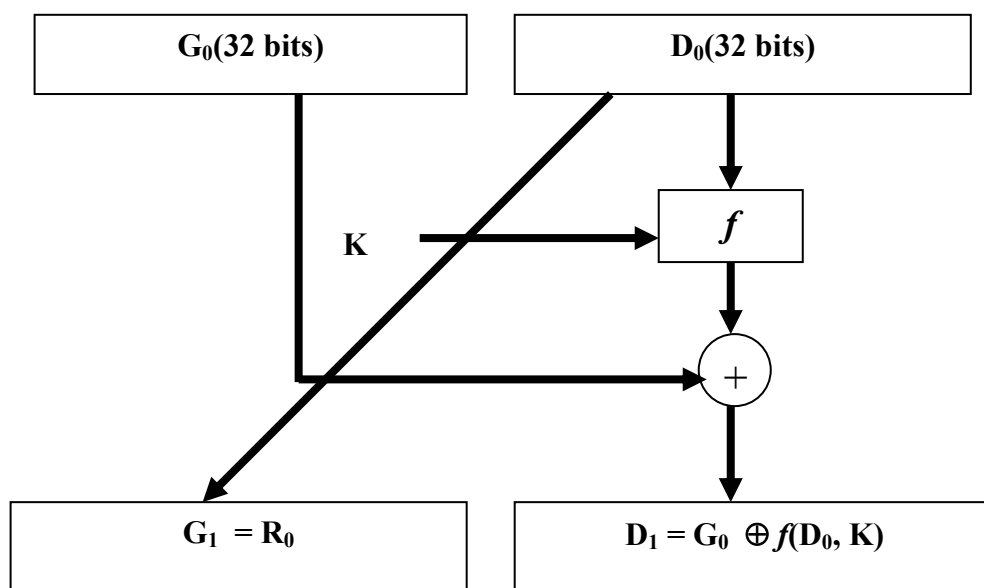 G₀(32 bits)
D₀(32 bits)
f
K
+
G₁ = R₀
D₁ = G₀ ⊕ f(D₀, K)